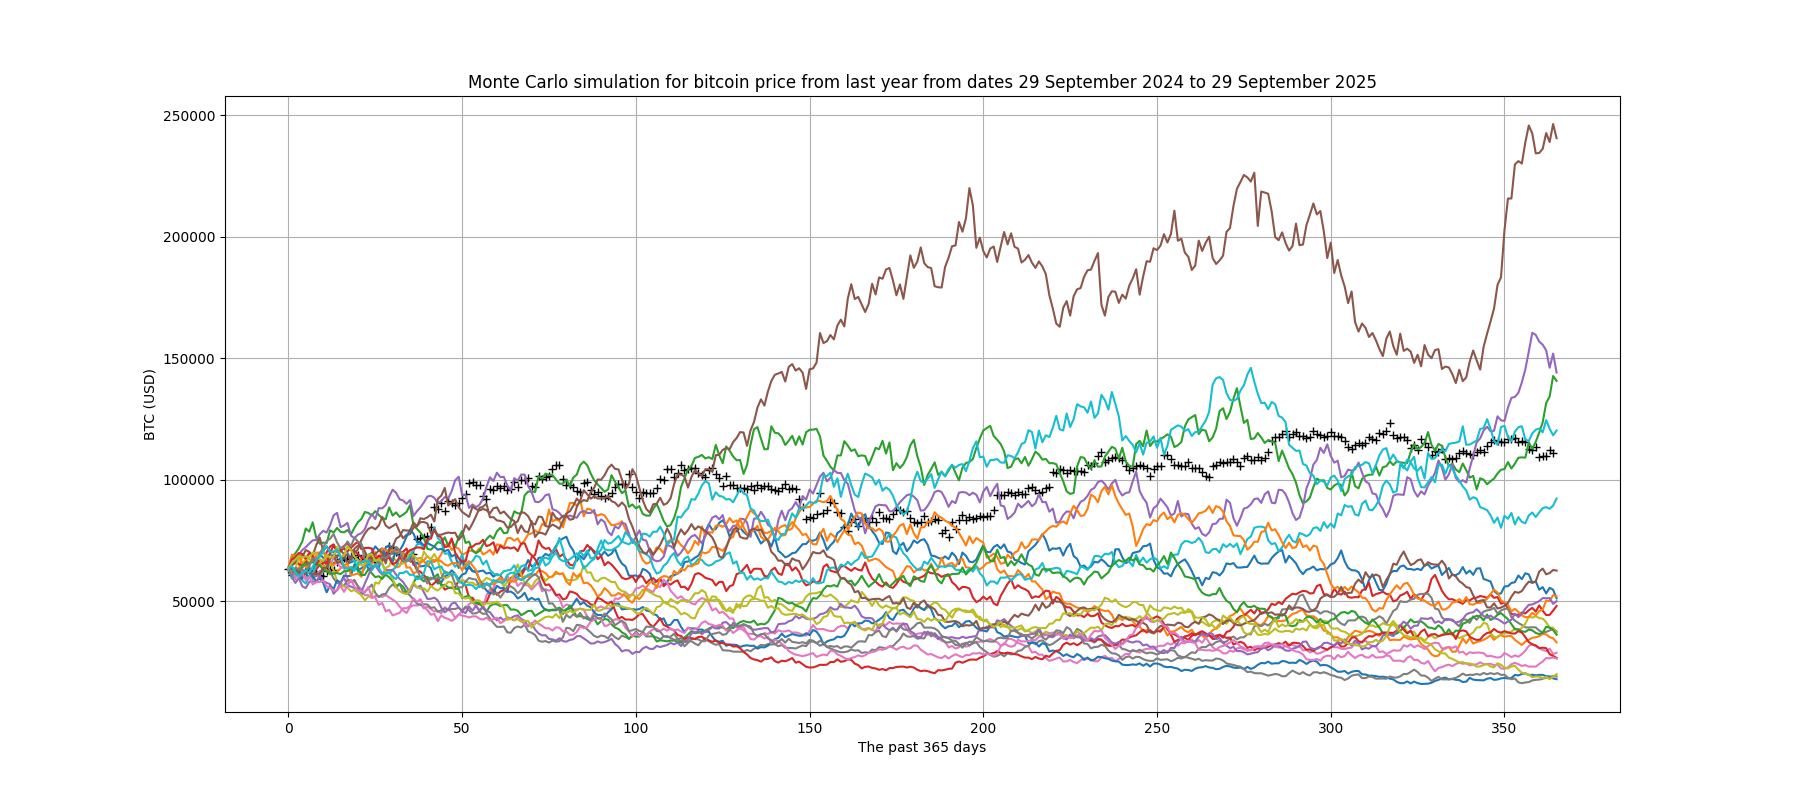 Monte Carlo simulation for bitcoin price from last year from dates 29 September 2024 to 29 September 2025
250000
200000
150000
100000
50000
BTC (USD)
0 50 100 150 200 250 300 350
The past 365 days